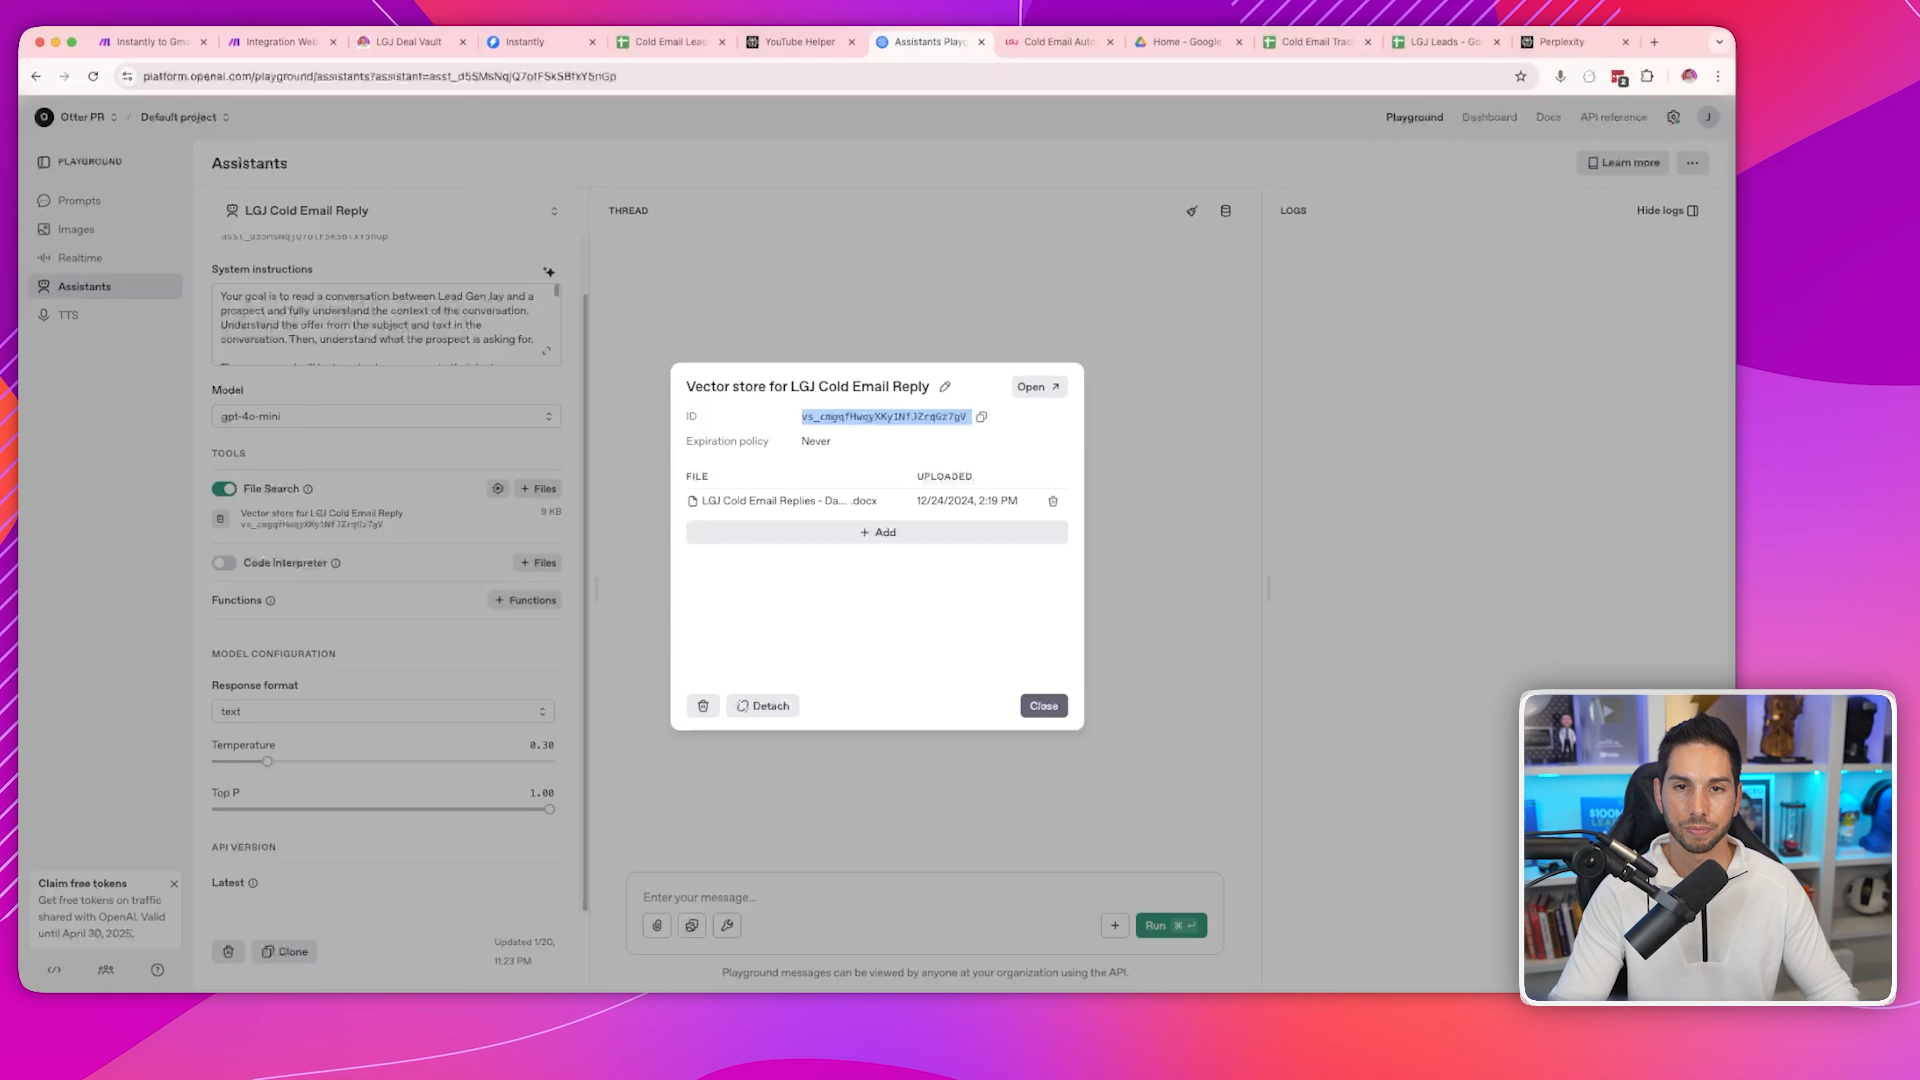 Instantly to Gma
Integration Web
LGJ Deal Vault
Instantly
Cold Email Lead
YouTube Helper
Assistants Playg
Cold Email Auto
Home - Google
Cold Email Trac
LGJ Leads - Go
Perplexity
Otter PR / Default project
Playground
Dashboard
Docs
API reference
J
PLAYGROUND
Prompts
Images
Realtime
Assistants
TTS
Assistants
Learn more
LGJ Cold Email Reply
THREAD
LOGS
Hide logs
System instructions
Your goal is to read a conversation between Lead Gen Jay and a
prospect and fully understand the context of the conversation.
Understand the offer from the subject and text in the
conversation. Then, understand what the prospect is asking for.
Model
gpt-4o-mini
TOOLS
File Search
+ Files
Vector store for LGJ Cold Email Reply
9 KB
Code Interpreter
+ Files
Functions
+ Functions
MODEL CONFIGURATION
Response format
text
Temperature
0.30
Top P
1.00
API VERSION
Latest
Clone
Updated 1/20,
11:23 PM
Claim free tokens
Get free tokens on traffic
shared with OpenAI. Valid
until April 30, 2025.
Vector store for LGJ Cold Email Reply
Open
ID
Expiration policy
Never
FILE
UPLOADED
LGJ Cold Email Replies - Da... .docx
12/24/2024, 2:19 PM
+ Add
Detach
Close
Enter your message...
Run
Playground messages can be viewed by anyone at your organization using the API.
$100M